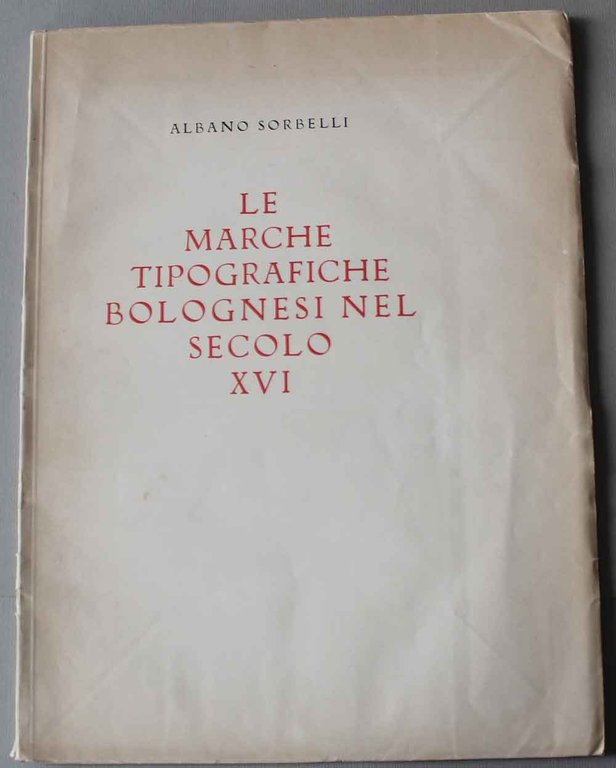 ALBANO SORBELLI
LE
MARCHE
TIPOGRAFICHE
BOLOGNESI NEL
SECOLO
XVI